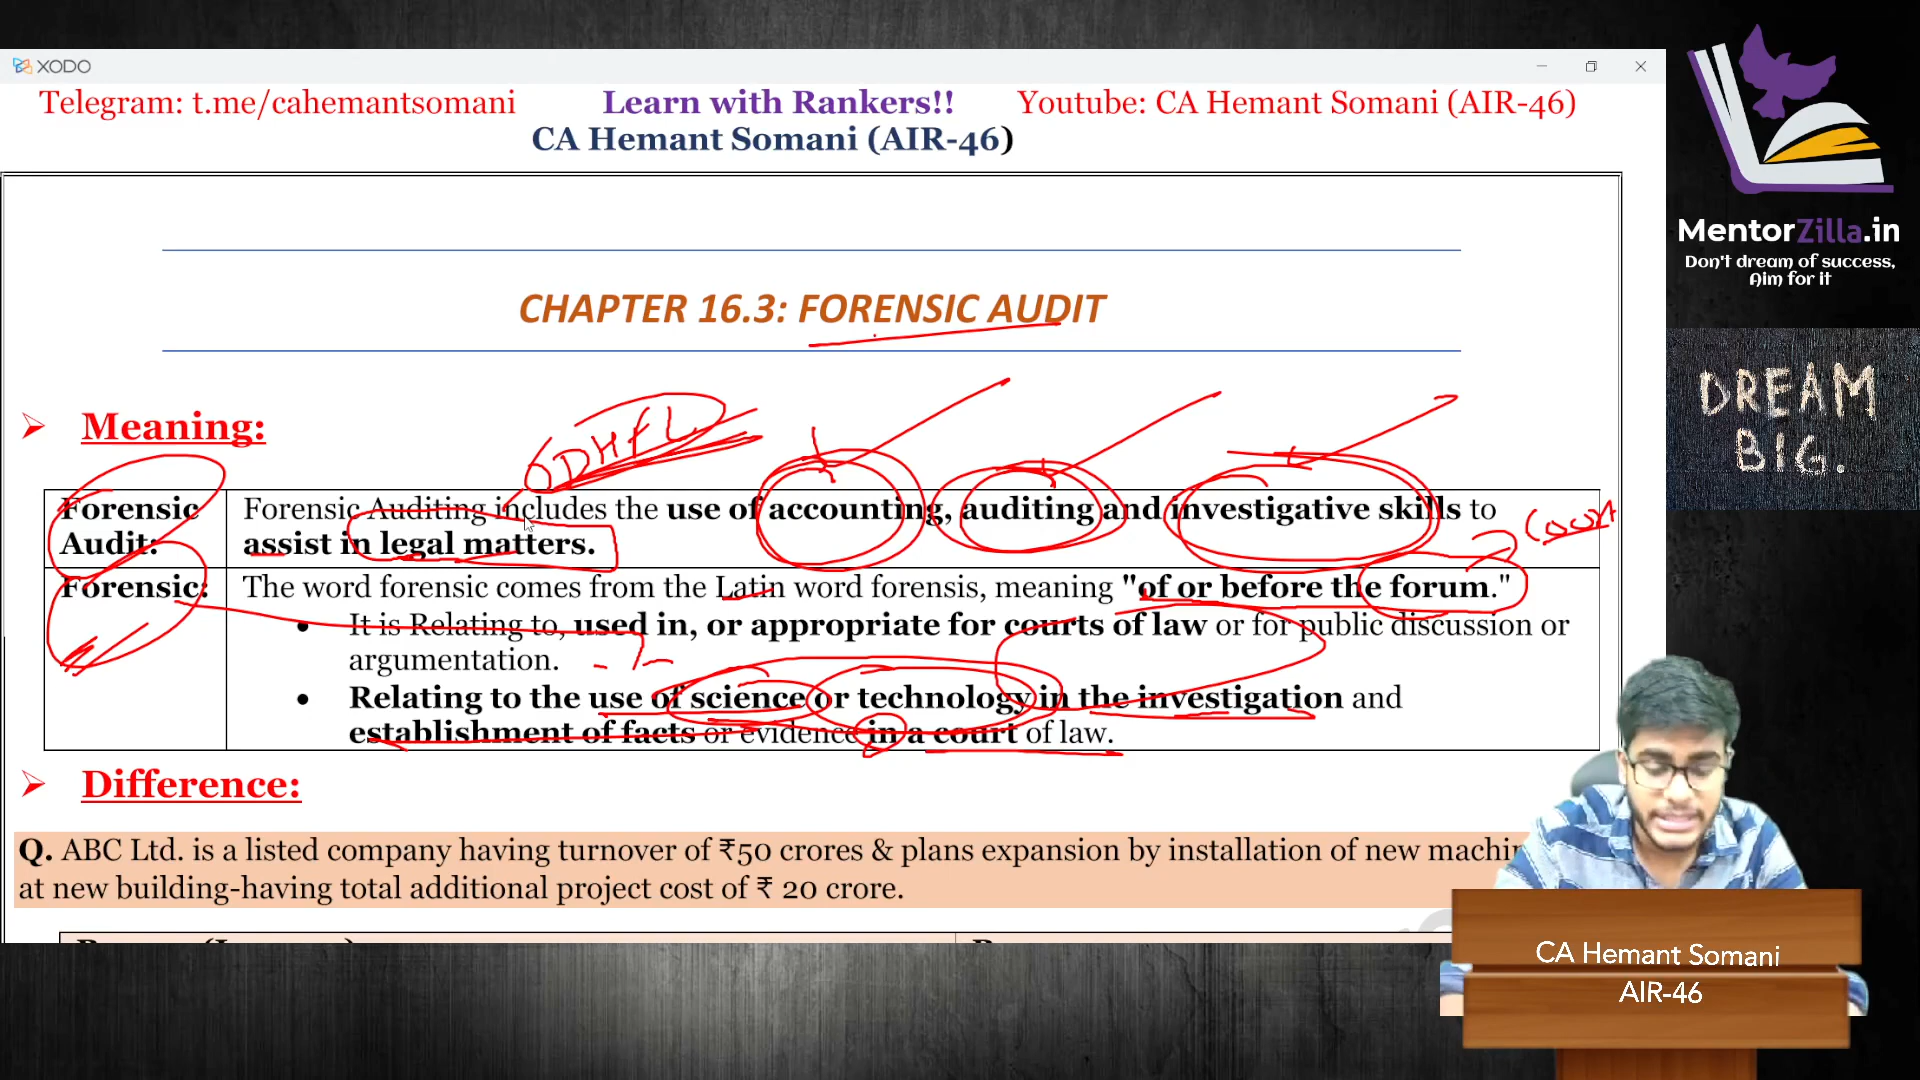 XODO
Telegram: t.me/cahemantsomani Learn with Rankers!! Youtube: CA Hemant Somani (AIR-46)
CA Hemant Somani (AIR-46)
MentorZilla.in
Don't dream of success,
Aim for it
CHAPTER 16.3: FORENSIC AUDIT
DREAM
BIG.
➢ Meaning:
DHFL
Forensic Audit: Forensic Auditing includes the use of accounting, auditing and investigative skills to
assist in legal matters.
Court
Forensic: The word forensic comes from the Latin word forensis, meaning "of or before the forum."
• It is Relating to, used in, or appropriate for courts of law or for public discussion or
argumentation.
• Relating to the use of science or technology in the investigation and
establishment of facts or evidence in a court of law.
➢ Difference:
Q. ABC Ltd. is a listed company having turnover of ₹50 crores & plans expansion by installation of new
at new building-having total additional project cost of ₹ 20 crore.
CA Hemant Somani
AIR-46